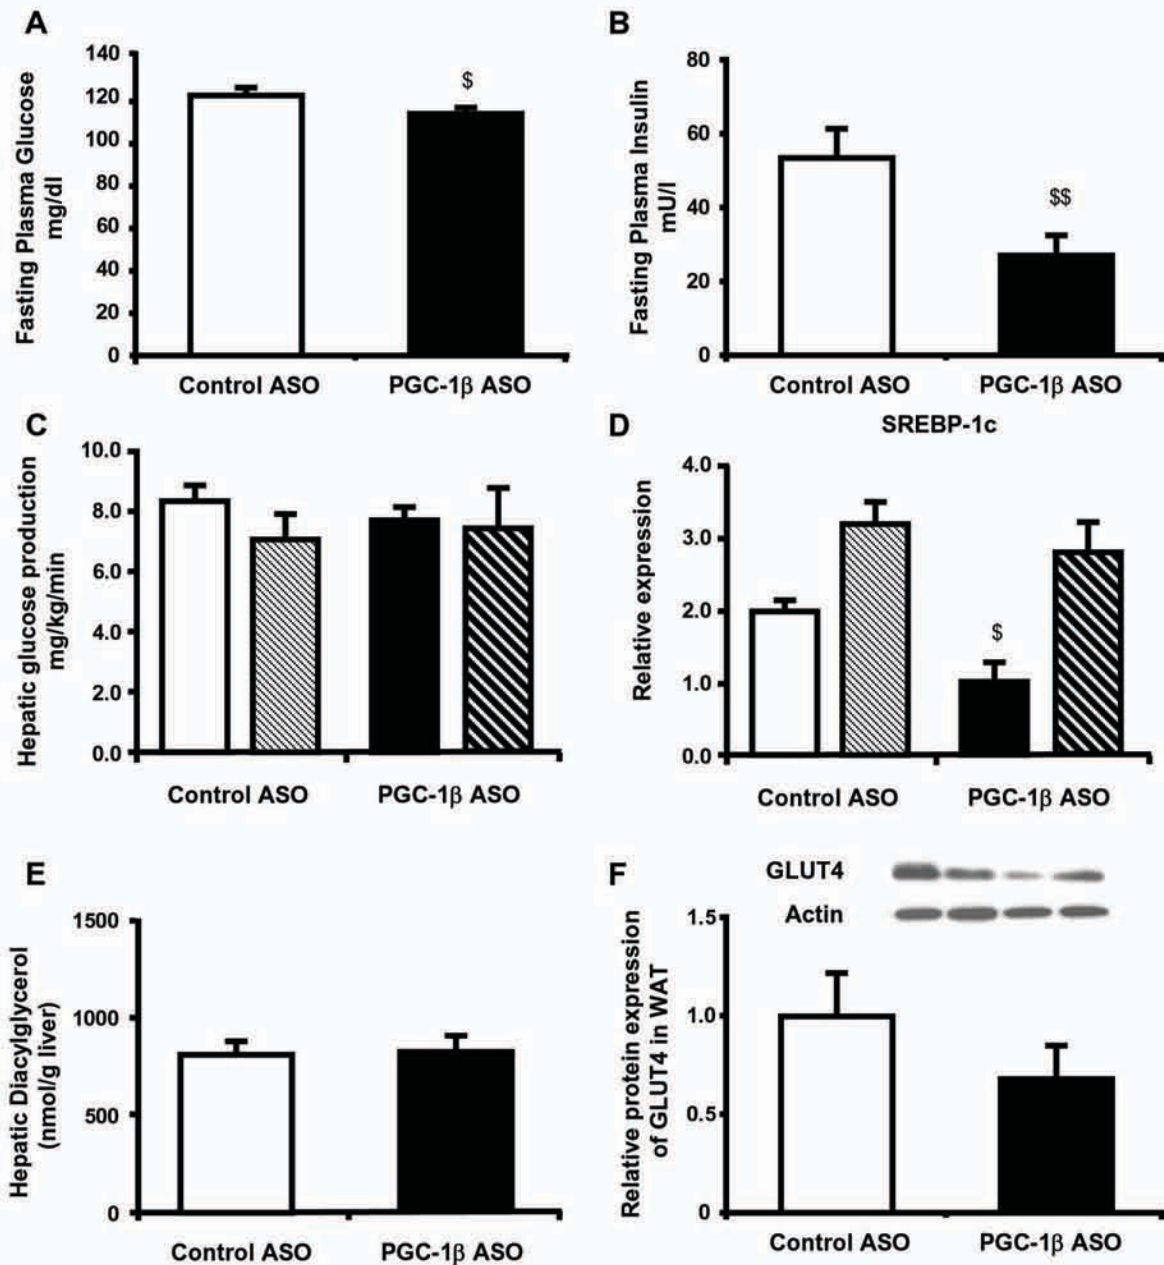 A
Fasting Plasma Glucose
mg/dl
140
120
100
120
80
60
40
20
0
$
Control ASO
PGC-1β ASO
B
Fasting Plasma Insulin
mU/l
80
60
40
20
0
$$
Control ASO
PGC-1β ASO
C
Hepatic glucose production
mg/kg/min
10.0
8.0
6.0
4.0
2.0
0.0
Control ASO
PGC-1β ASO
D
SREBP-1c
Relative expression
4.0
3.0
2.0
1.0
0.0
$
Control ASO
PGC-1β ASO
E
Hepatic Diacylglycerol
(nmol/g liver)
1500
1000
500
0
Control ASO
PGC-1β ASO
F
GLUT4
Actin
Relative protein expression
of GLUT4 in WAT
1.5
1.0
0.5
0
Control ASO
PGC-1β ASO